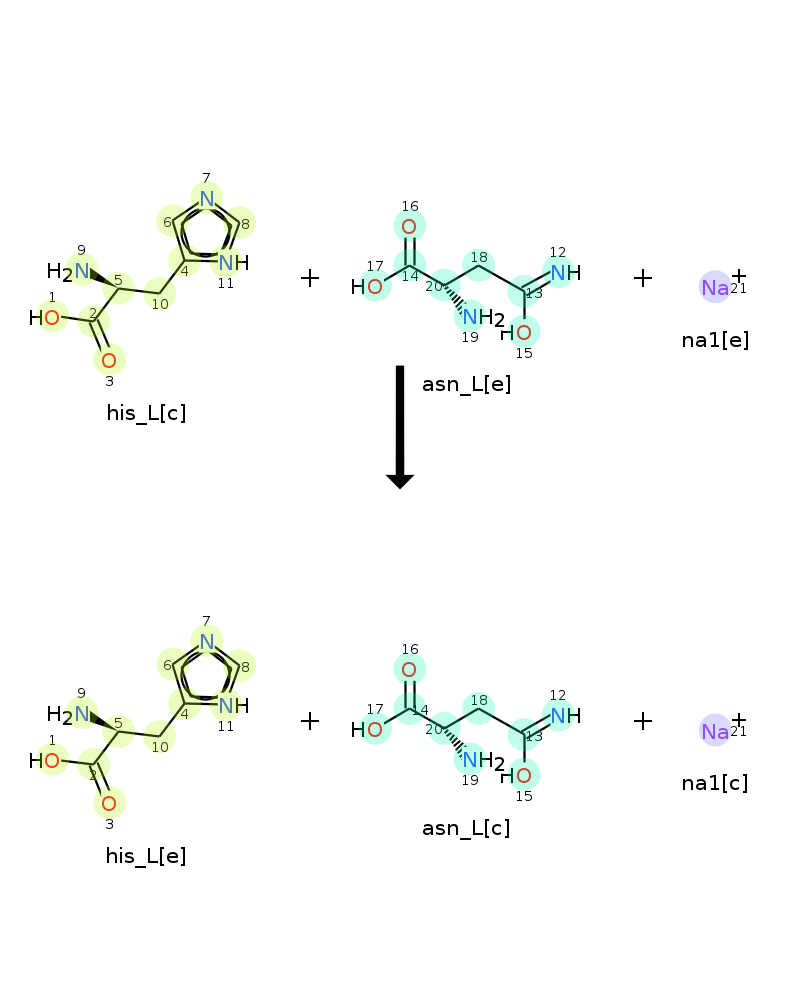 7
6
8
9
H2N
5
4
NH
11
1
HO
2
10
O
3
his_L[c]
+
16
O
17
HO
14
18
12
NH
20
13
NH2
19
HO
15
asn_L[e]
+
Na+
21
na1[e]
7
N
6
8
9
H2N
5
4
NH
11
1
HO
2
10
O
3
his_L[e]
+
16
O
17
HO
14
18
12
NH
20
13
NH2
19
HO
15
asn_L[c]
+
Na+
21
na1[c]